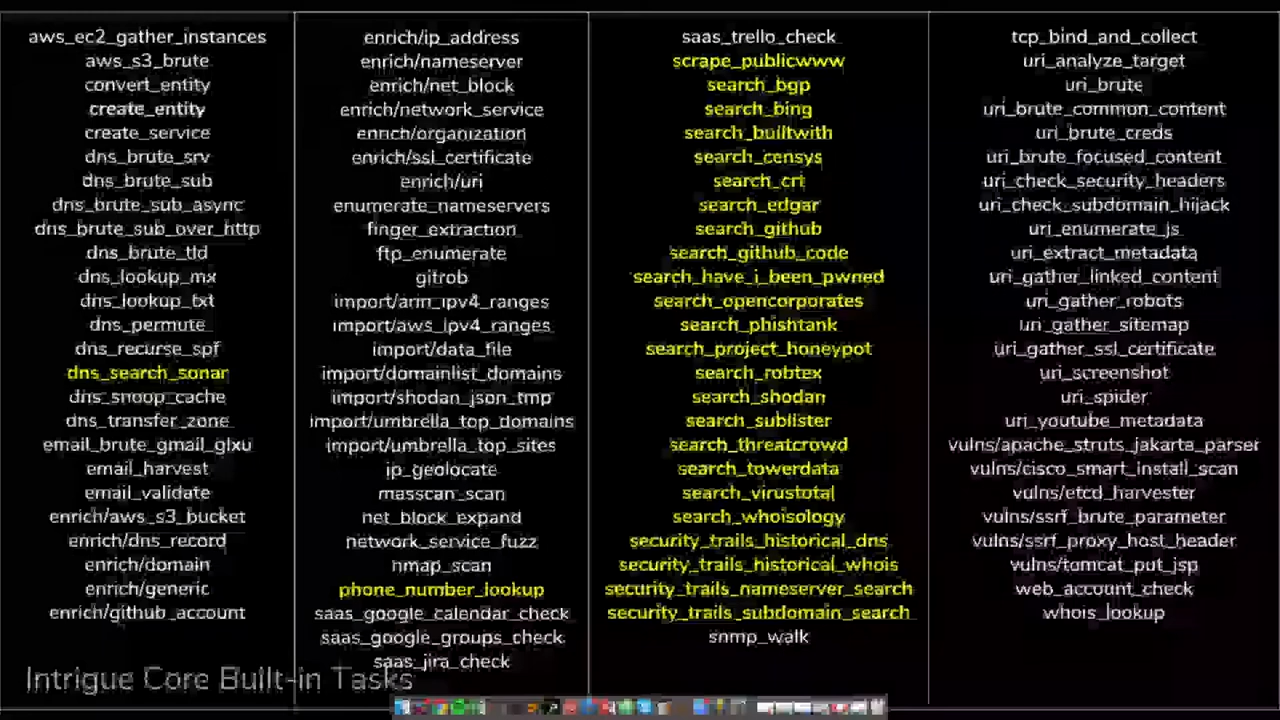 aws_ec2_gather_instances
aws_s3_brute
convert_entity
create_entity
create_service
dns_brute_srv
dns_brute_sub
dns_brute_sub_async
dns_brute_sub_over_http
dns_brute_tld
dns_lookup_mx
dns_lookup_txt
dns_permute
dns_recurse_spf
dns_search_sonar
dns_snoop_cache
dns_transfer_zone
email_brute_gmail_glxu
email_harvest
email_validate
enrich/aws_s3_bucket
enrich/dns_record
enrich/domain
enrich/generic
enrich/github_account
enrich/ip_address
enrich/nameserver
enrich/net_block
enrich/network_service
enrich/organization
enrich/ssl_certificate
enrich/uri
enumerate_nameservers
finger_extraction
ftp_enumerate
gitrob
import/arin_ipv4_ranges
import/aws_ipv4_ranges
import/data_file
import/domainlist_domains
import/shodan_json_tmp
import/umbrella_top_domains
import/umbrella_top_sites
ip_geolocate
masscan_scan
net_block_expand
network_service_fuzz
nmap_scan
phone_number_lookup
saas_google_calendar_check
saas_google_groups_check
saas_jira_check
saas_trello_check
scrape_publicwww
search_bgp
search_bing
search_builtwith
search_censys
search_crt
search_edgar
search_github
search_github_code
search_have_i_been_pwned
search_opencorporates
search_phishtank
search_project_honeypot
search_robtex
search_shodan
search_sublister
search_threatcrowd
search_towerdata
search_virustotal
search_whoisology
security_trails_historical_dns
security_trails_historical_whois
security_trails_nameserver_search
security_trails_subdomain_search
snmp_walk
tcp_bind_and_collect
uri_analyze_target
uri_brute
uri_brute_common_content
uri_brute_creds
uri_brute_focused_content
uri_check_security_headers
uri_check_subdomain_hijack
uri_enumerate_js
uri_extract_metadata
uri_gather_linked_content
uri_gather_robots
uri_gather_sitemap
uri_gather_ssl_certificate
uri_screenshot
uri_spider
uri_youtube_metadata
vulns/apache_struts_jakarta_parser
vulns/cisco_smart_install_scan
vulns/etcd_harvester
vulns/ssrf_brute_parameter
vulns/ssrf_proxy_host_header
vulns/tomcat_put_jsp
web_account_check
whois_lookup
Intrigue Core Built-in Tasks